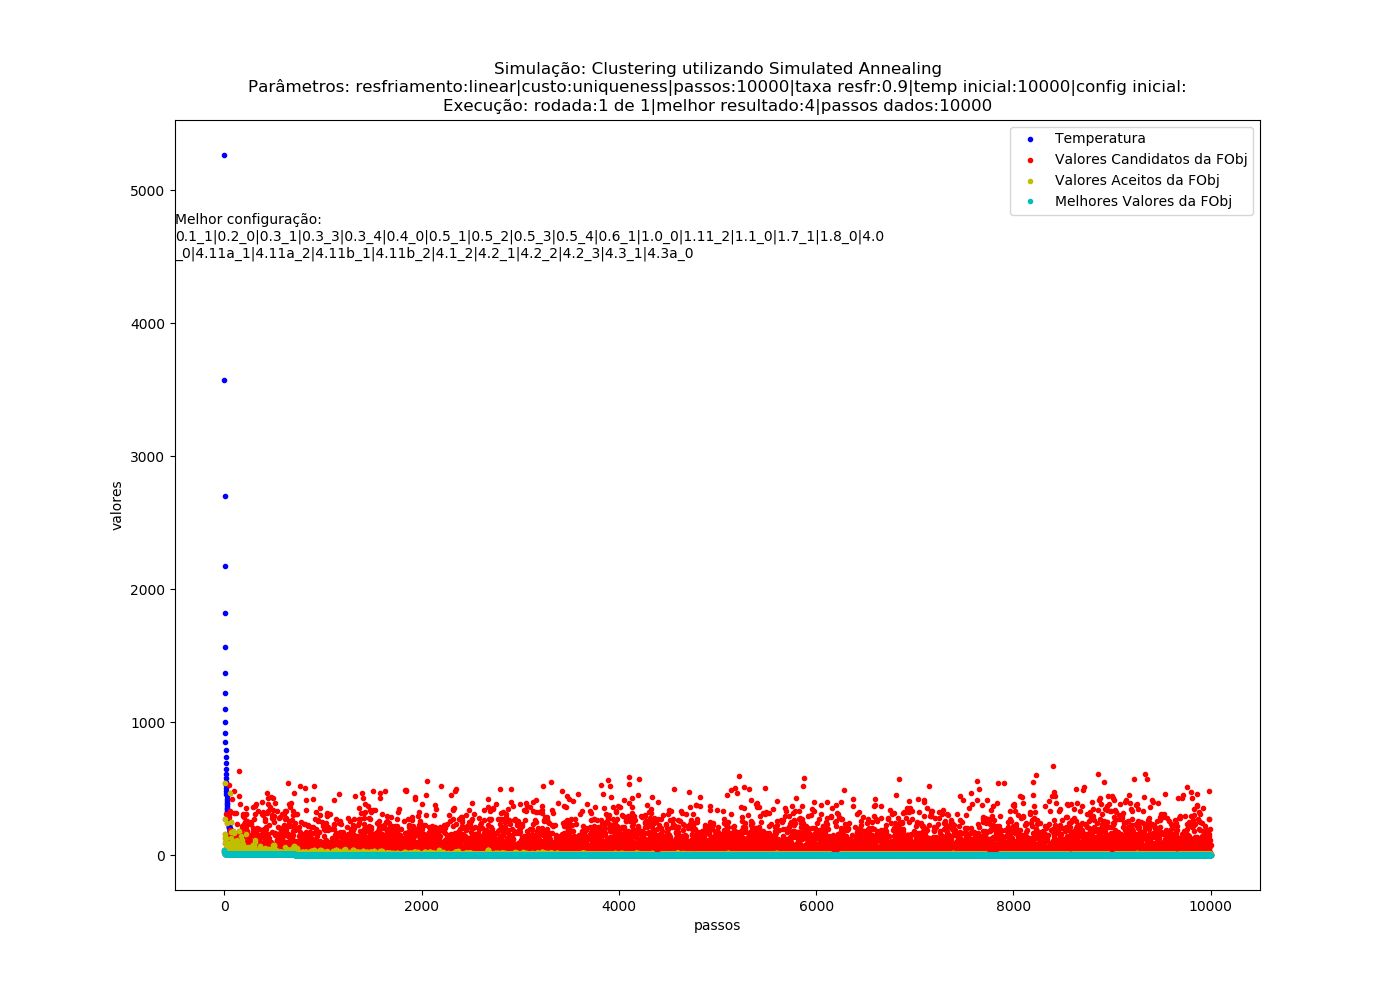 Simulação: Clustering utilizando Simulated Annealing
Parâmetros: resfriamento:linear|custo:uniqueness|passos:10000|taxa resfr:0.9|temp inicial:10000|config inicial:
Execução: rodada:1 de 1|melhor resultado:4|passos dados:10000
Temperatura
Valores Candidatos da FObj
Valores Aceitos da FObj
Melhores Valores da FObj
Melhor configuração:
0.1_1|0.2_0|0.3_1|0.3_3|0.3_4|0.4_0|0.5_1|0.5_2|0.5_3|0.5_4|0.6_1|1.0_0|1.11_2|1.1_0|1.7_1|1.8_0|4.0
_0|4.11a_1|4.11a_2|4.11b_1|4.11b_2|4.1_2|4.2_1|4.2_2|4.2_3|4.3_1|4.3a_0
valores
5000
4000
3000
2000
1000
0
0
2000
4000
6000
8000
10000
passos